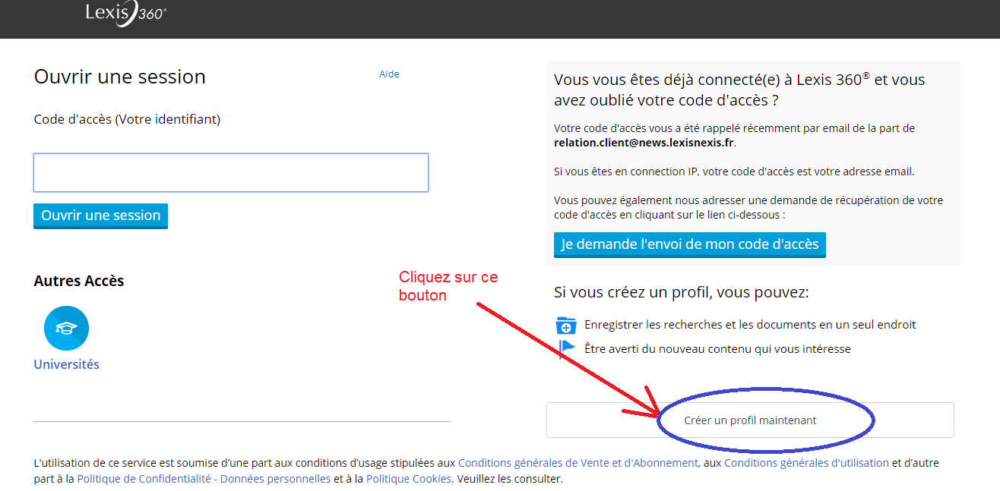 Lexis 360®
Ouvrir une session
Aide
Code d'accès (Votre identifiant)
Ouvrir une session
Autres Accès
Universités
Vous vous êtes déjà connecté(e) à Lexis 360® et vous
avez oublié votre code d'accès ?
Votre code d'accès vous a été rappelé récemment par email de la part de
relation.client@news.lexisnexis.fr.
Si vous êtes en connection IP, votre code d'accès est votre adresse email.
Vous pouvez également nous adresser une demande de récupération de votre
code d'accès en cliquant sur le lien ci-dessous :
Je demande l'envoi de mon code d'accès
Cliquez sur ce
bouton
Si vous créez un profil, vous pouvez:
Enregistrer les recherches et les documents en un seul endroit
Être averti du nouveau contenu qui vous intéresse
Créer un profil maintenant
L'utilisation de ce service est soumise d’une part aux conditions d’usage stipulées aux Conditions générales de Vente et d'Abonnement, aux Conditions générales d'utilisation et d’autre
part à la Politique de Confidentialité - Données personnelles et à la Politique Cookies. Veuillez les consulter.